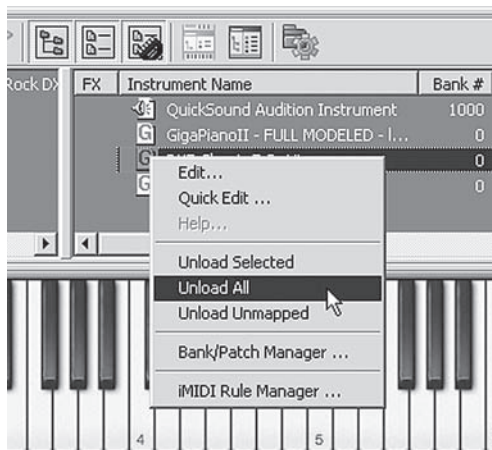 Rock D
FX Instrument Name Bank #
QuickSound Audition Instrument 1000
G GigaPianoII - FULL MODELED - l... 0
G 0
G 0
Edit...
Quick Edit ...
Help...
Unload Selected
Unload All
Unload Unmapped
Bank/Patch Manager ...
iMIDI Rule Manager ...
4 5